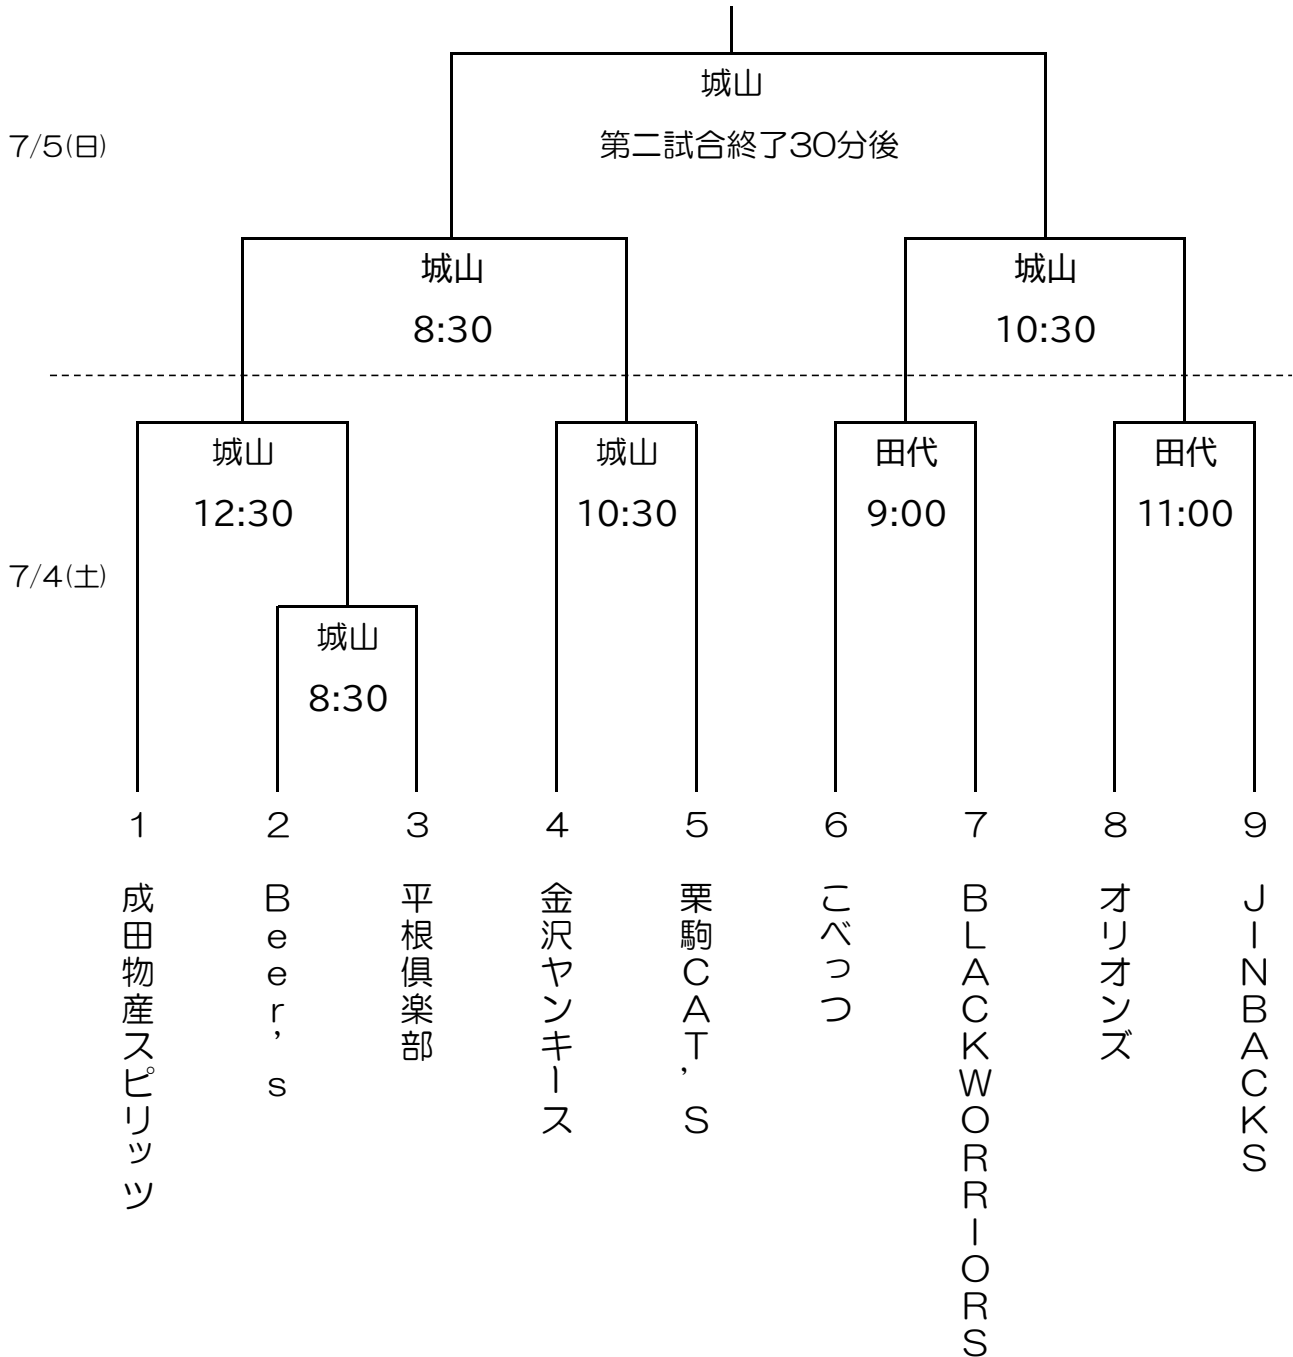 城山
7/5(日)
第二試合終了30分後
城山
城山
8:30
10:30
城山
城山
田代
田代
12:30
10:30
9:00
11:00
7/4(土)
城山
8:30
1
2
3
4
5
6
7
8
9
成田物産スピリッツ
Beer’s
平根倶楽部
金沢ヤンキース
栗駒CAT’S
こべっつ
BLACKWORRIORS
オリオンズ
JINBACKS